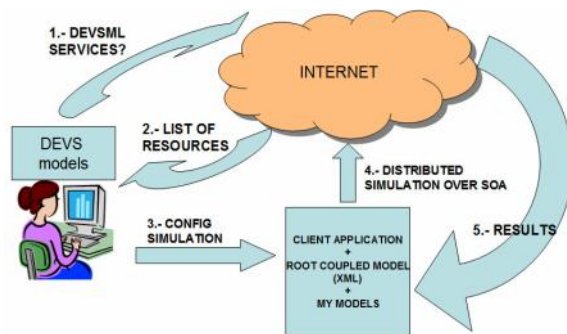 1.- DEVSML
SERVICES?
INTERNET
DEVS
models
2.- LIST OF
RESOURCES
4.- DISTRIBUTED
SIMULATION OVER SOA
3.- CONFIG
SIMULATION
CLIENT APPLICATION
+
ROOT COUPLED MODEL
(XML)
+
MY MODELS
5.- RESULTS